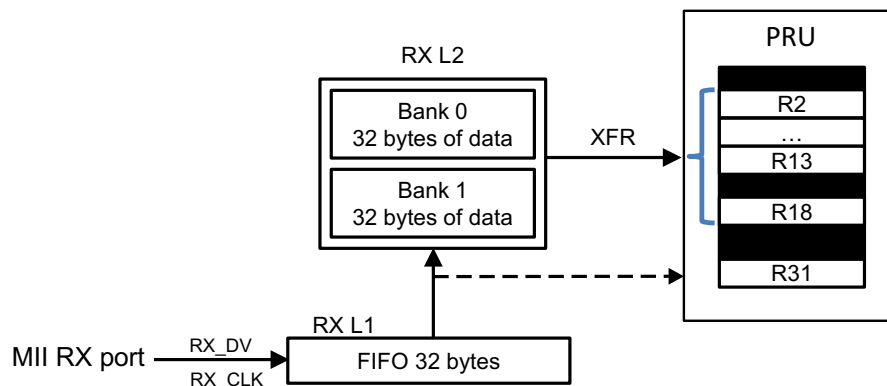 PRU
RX L2
R2
Bank 0
32 bytes of data
...
XFR
R13
Bank 1
32 bytes of data
R18
R31
RX L1
MII RX port
RX_DV
FIFO 32 bytes
RX_CLK